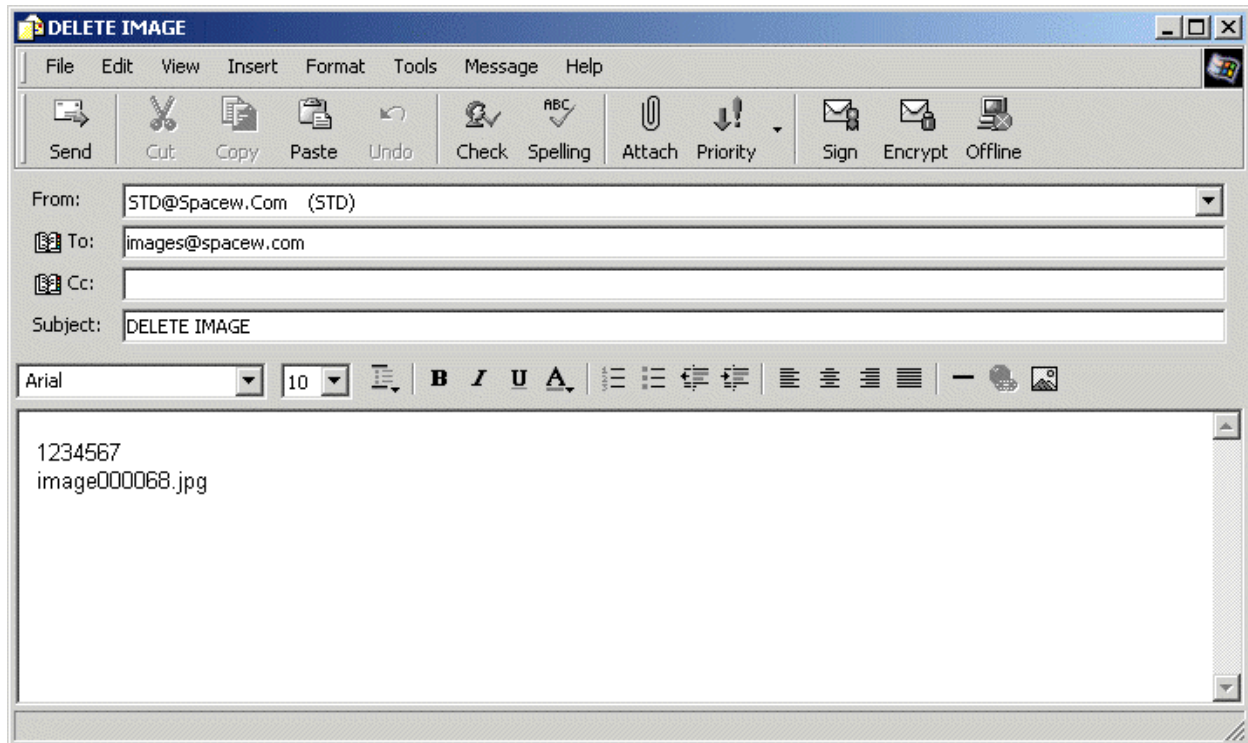 DELETE IMAGE
File Edit View Insert Format Tools Message Help
ABC
Send Cut Copy Paste Undo Check Spelling Attach Priority Sign Encrypt Offline
From: STD@Spacew.Com (STD)
To: images@spacew.com
Cc:
Subject: DELETE IMAGE
Arial 10 B I U A
1234567
image000068.jpg